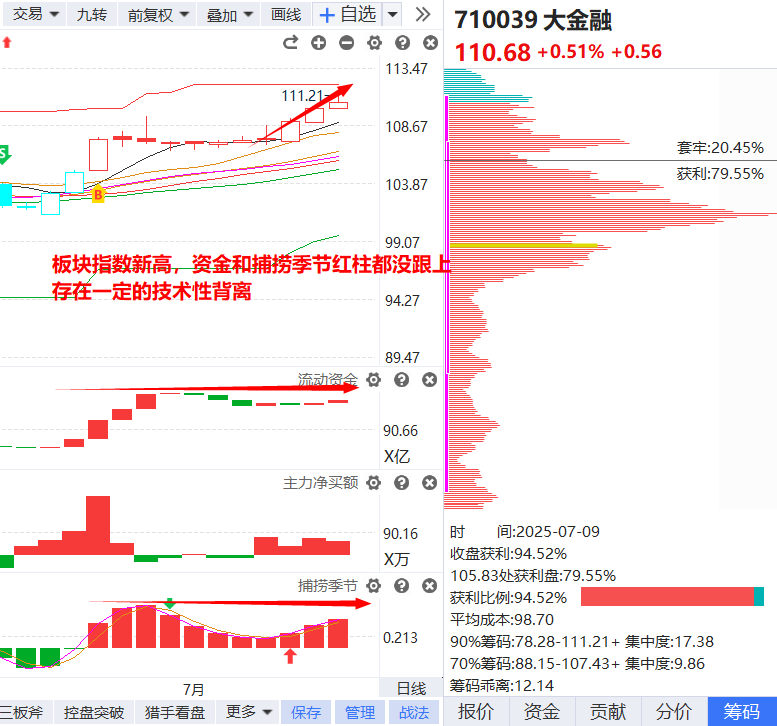 交易 九转 前复权 叠加 画线 自选
710039 大金融
110.68 +0.51% +0.56
113.47
111.21
108.67
103.87
99.07
94.27
89.47
S
B
板块指数新高，资金和捕捞季节红柱都没跟上
存在一定的技术性背离
套牢:20.45%
获利:79.55%
流动资金
90.66
X亿
主力净买额
90.16
X万
捕捞季节
0.213
7月 日线
时 间:2025-07-09
收盘获利:94.52%
105.83处获利盘:79.55%
获利比例:94.52%
平均成本:98.70
90%筹码:78.28-111.21+ 集中度:17.38
70%筹码:88.15-107.43+ 集中度:9.86
筹码乖离:12.14
三板斧 控盘突破 猎手看盘 更多 保存 管理 战法
报价 资金 贡献 分价 筹码